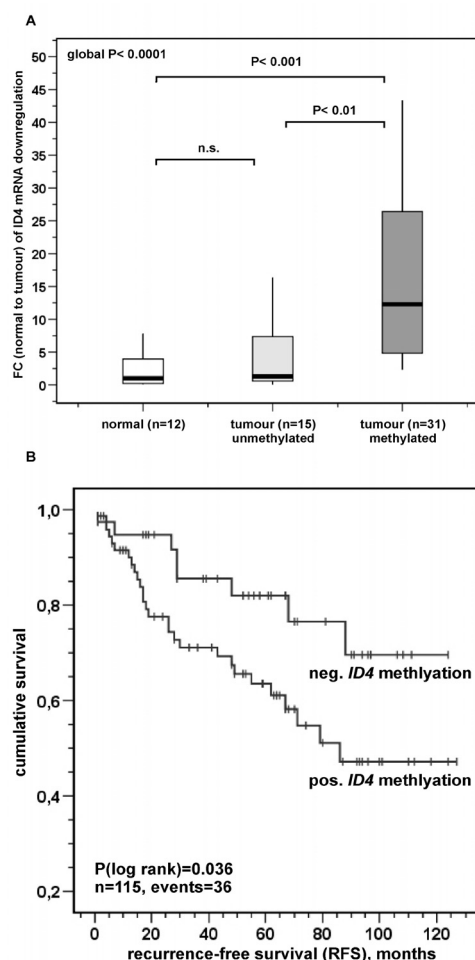 A
global P< 0.0001
P< 0.001
P< 0.01
n.s.
FC (normal to tumour) of ID4 mRNA downregulation
50
45
40
35
30
25
20
15
10
5
0
normal (n=12) tumour (n=15) tumour (n=31)
unmethylated methylated
B
cumulative survival
1,0
0,8
0,6
0,4
0,2
neg. ID4 methlyation
pos. ID4 methlyation
P(log rank)=0.036
n=115, events=36
0 20 40 60 80 100 120
recurrence-free survival (RFS), months